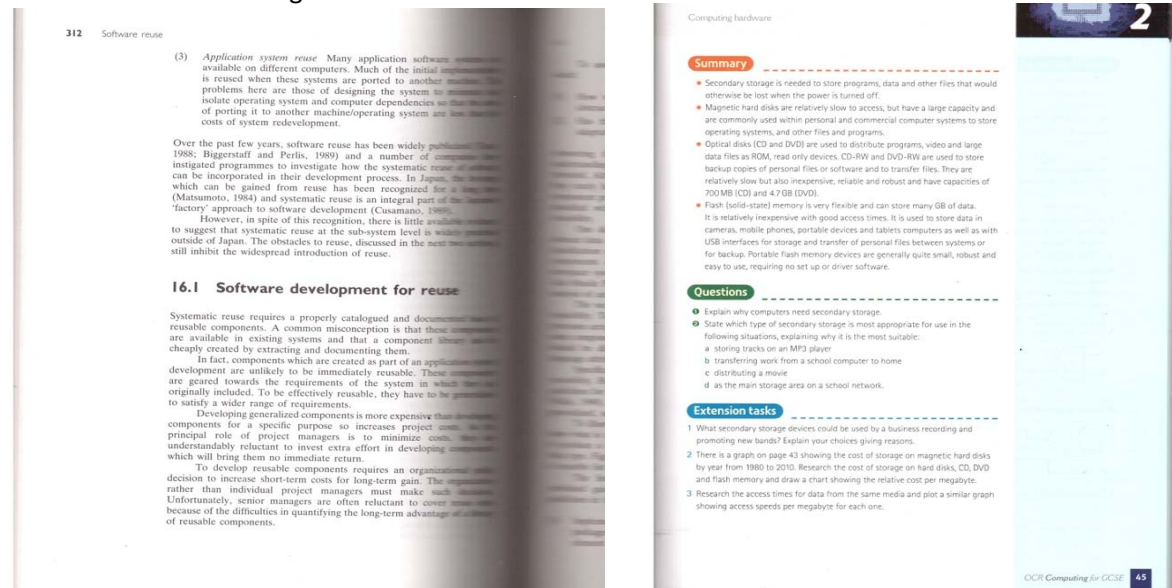 312 Software reuse
(3) Application system reuse Many application software
available on different computers. Much of the initial
is reused when these systems are ported to another
problems here are those of designing the system to
isolate operating system and computer dependencies so
of porting it to another machine/operating system are
costs of system redevelopment.
Over the past few years, software reuse has been widely
1988; Biggerstaff and Perlis, 1989) and a number of
instigated programmes to investigate how the systematic reuse
can be incorporated in their development process. In Japan,
which can be gained from reuse has been recognized for
(Matsumoto, 1984) and systematic reuse is an integral part of the
'factory' approach to software development (Cusamano,
However, in spite of this recognition, there is little
to suggest that systematic reuse at the sub-system level is widely
outside of Japan. The obstacles to reuse, discussed in the next
still inhibit the widespread introduction of reuse.
16.1 Software development for reuse
Systematic reuse requires a properly catalogued and
reusable components. A common misconception is that these
are available in existing systems and that a component library
cheaply created by extracting and documenting them.
In fact, components which are created as part of an application
development are unlikely to be immediately reusable. These
are geared towards the requirements of the system in which
originally included. To be effectively reusable, they have to be
to satisfy a wider range of requirements.
Developing generalized components is more expensive than
components for a specific purpose so increases project
principal role of project managers is to minimize costs,
understandably reluctant to invest extra effort in developing
which will bring them no immediate return.
To develop reusable components requires an
decision to increase short-term costs for long-term gain. The
rather than individual project managers must make such
Unfortunately, senior managers are often reluctant to
because of the difficulties in quantifying the long-term advantage
of reusable components.
Computing hardware
2
Summary
• Secondary storage is needed to store programs, data and other files that would
otherwise be lost when the power is turned off.
• Magnetic hard disks are relatively slow to access, but have a large capacity and
are commonly used within personal and commercial computer systems to store
operating systems, and other files and programs.
• Optical disks (CD and DVD) are used to distribute programs, video and large
data files as ROM, read only devices. CD-RW and DVD-RW are used to store
backup copies of personal files or software and to transfer files. They are
relatively slow but also inexpensive, reliable and robust and have capacities of
700 MB (CD) and 4.7 GB (DVD).
• Flash (solid-state) memory is very flexible and can store many GB of data.
It is relatively inexpensive with good access times. It is used to store data in
cameras, mobile phones, portable devices and tablets computers as well as with
USB interfaces for storage and transfer of personal files between systems or
for backup. Portable flash memory devices are generally quite small, robust and
easy to use, requiring no set up or driver software.
Questions
1 Explain why computers need secondary storage.
2 State which type of secondary storage is most appropriate for use in the
following situations, explaining why it is the most suitable:
a storing tracks on an MP3 player
b transferring work from a school computer to home
c distributing a movie
d as the main storage area on a school network.
Extension tasks
1 What secondary storage devices could be used by a business recording and
promoting new bands? Explain your choices giving reasons.
2 There is a graph on page 43 showing the cost of storage on magnetic hard disks
by year from 1980 to 2010. Research the cost of storage on hard disks, CD, DVD
and flash memory and draw a chart showing the relative cost per megabyte.
3 Research the access times for data from the same media and plot a similar graph
showing access speeds per megabyte for each one.
OCR Computing for GCSE 45